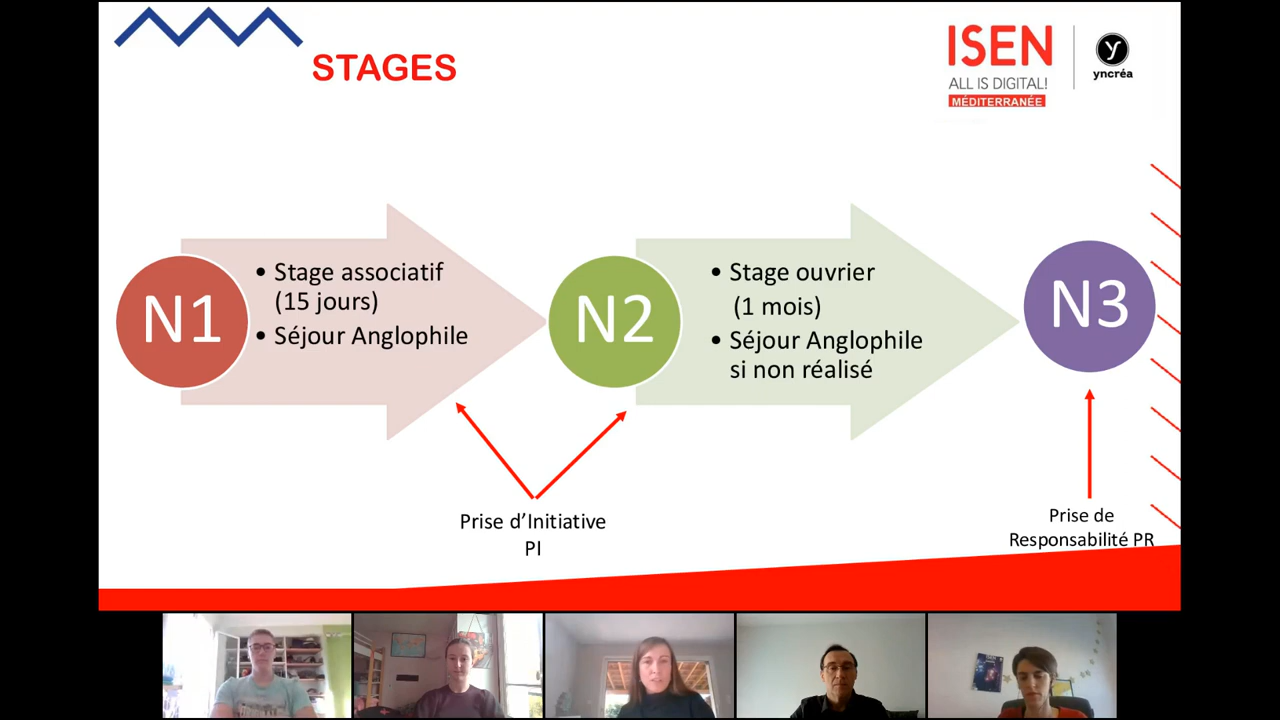 STAGES
ISEN
ALL IS DIGITAL!
MÉDITERRANÉE
y
yncréa
N1
• Stage associatif
(15 jours)
• Séjour Anglophile
N2
• Stage ouvrier
(1 mois)
• Séjour Anglophile
si non réalisé
N3
Prise d’Initiative
PI
Prise de
Responsabilité PR